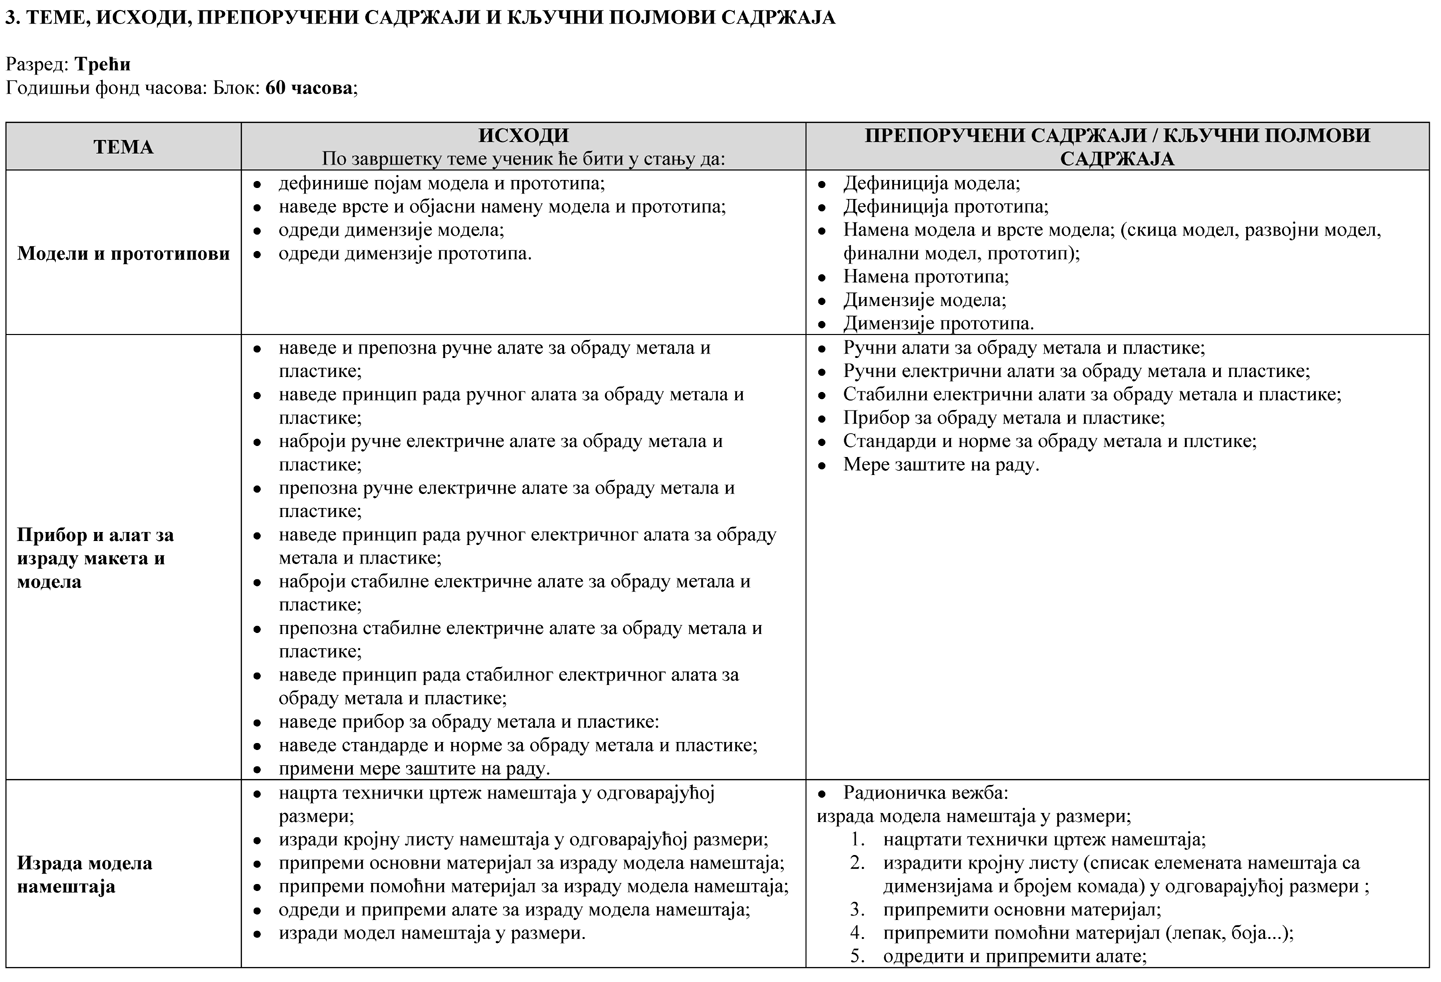 3. ТЕМЕ, ИСХОДИ, ПРЕПОРУЧЕНИ САДРЖАЈИ И КЉУЧНИ ПОЈМОВИ САДРЖАЈА
Разред: Трећи
Годишњи фонд часова: Блок: 60 часова;
ТЕМА
ИСХОДИ
По завршетку теме ученик ће бити у стању да:
ПРЕПОРУЧЕНИ САДРЖАЈИ / КЉУЧНИ ПОЈМОВИ
САДРЖАЈА
Модели и прототипови
• дефинише појам модела и прототипа;
• наведе врсте и објасни намену модела и прототипа;
• одреди димензије модела;
• одреди димензије прототипа.
• Дефиниција модела;
• Дефиниција прототипа;
• Намена модела и врсте модела; (скица модел, развојни модел,
финални модел, прототип);
• Намена прототипа;
• Димензије модела;
• Димензије прототипа.
Прибор и алат за
израду макета и
модела
• наведе и препозна ручне алате за обраду метала и
пластике;
• наведе принцип рада ручног алата за обраду метала и
пластике;
• наброји ручне електричне алате за обраду метала и
пластике;
• препозна ручне електричне алате за обраду метала и
пластике;
• наведе принцип рада ручног електричног алата за обраду
метала и пластике;
• наброји стабилне електричне алате за обраду метала и
пластике;
• препозна стабилне електричне алате за обраду метала и
пластике;
• наведе принцип рада стабилног електричног алата за
обраду метала и пластике;
• наведе прибор за обраду метала и пластике:
• наведе стандарде и норме за обраду метала и пластике;
• примени мере заштите на раду.
• Ручни алати за обраду метала и пластике;
• Ручни електрични алати за обраду метала и пластике;
• Стабилни електрични алати за обраду метала и пластике;
• Прибор за обраду метала и пластике;
• Стандарди и норме за обраду метала и плстике;
• Мере заштите на раду.
Израда модела
намештаја
• нацрта технички цртеж намештаја у одговарајућој
размери;
• изради кројну листу намештаја у одговарајућој размери;
• припреми основни материјал за израду модела намештаја;
• припреми помоћни материјал за израду модела намештаја;
• одреди и припреми алате за израду модела намештаја;
• изради модел намештаја у размери.
• Радионичка вежба:
израда модела намештаја у размери;
1. нацртати технички цртеж намештаја;
2. израдити кројну листу (списак елемената намештаја са
димензијама и бројем комада) у одговарајућој размери ;
3. припремити основни материјал;
4. припремити помоћни материјал (лепак, боја...);
5. одредити и припремити алате;